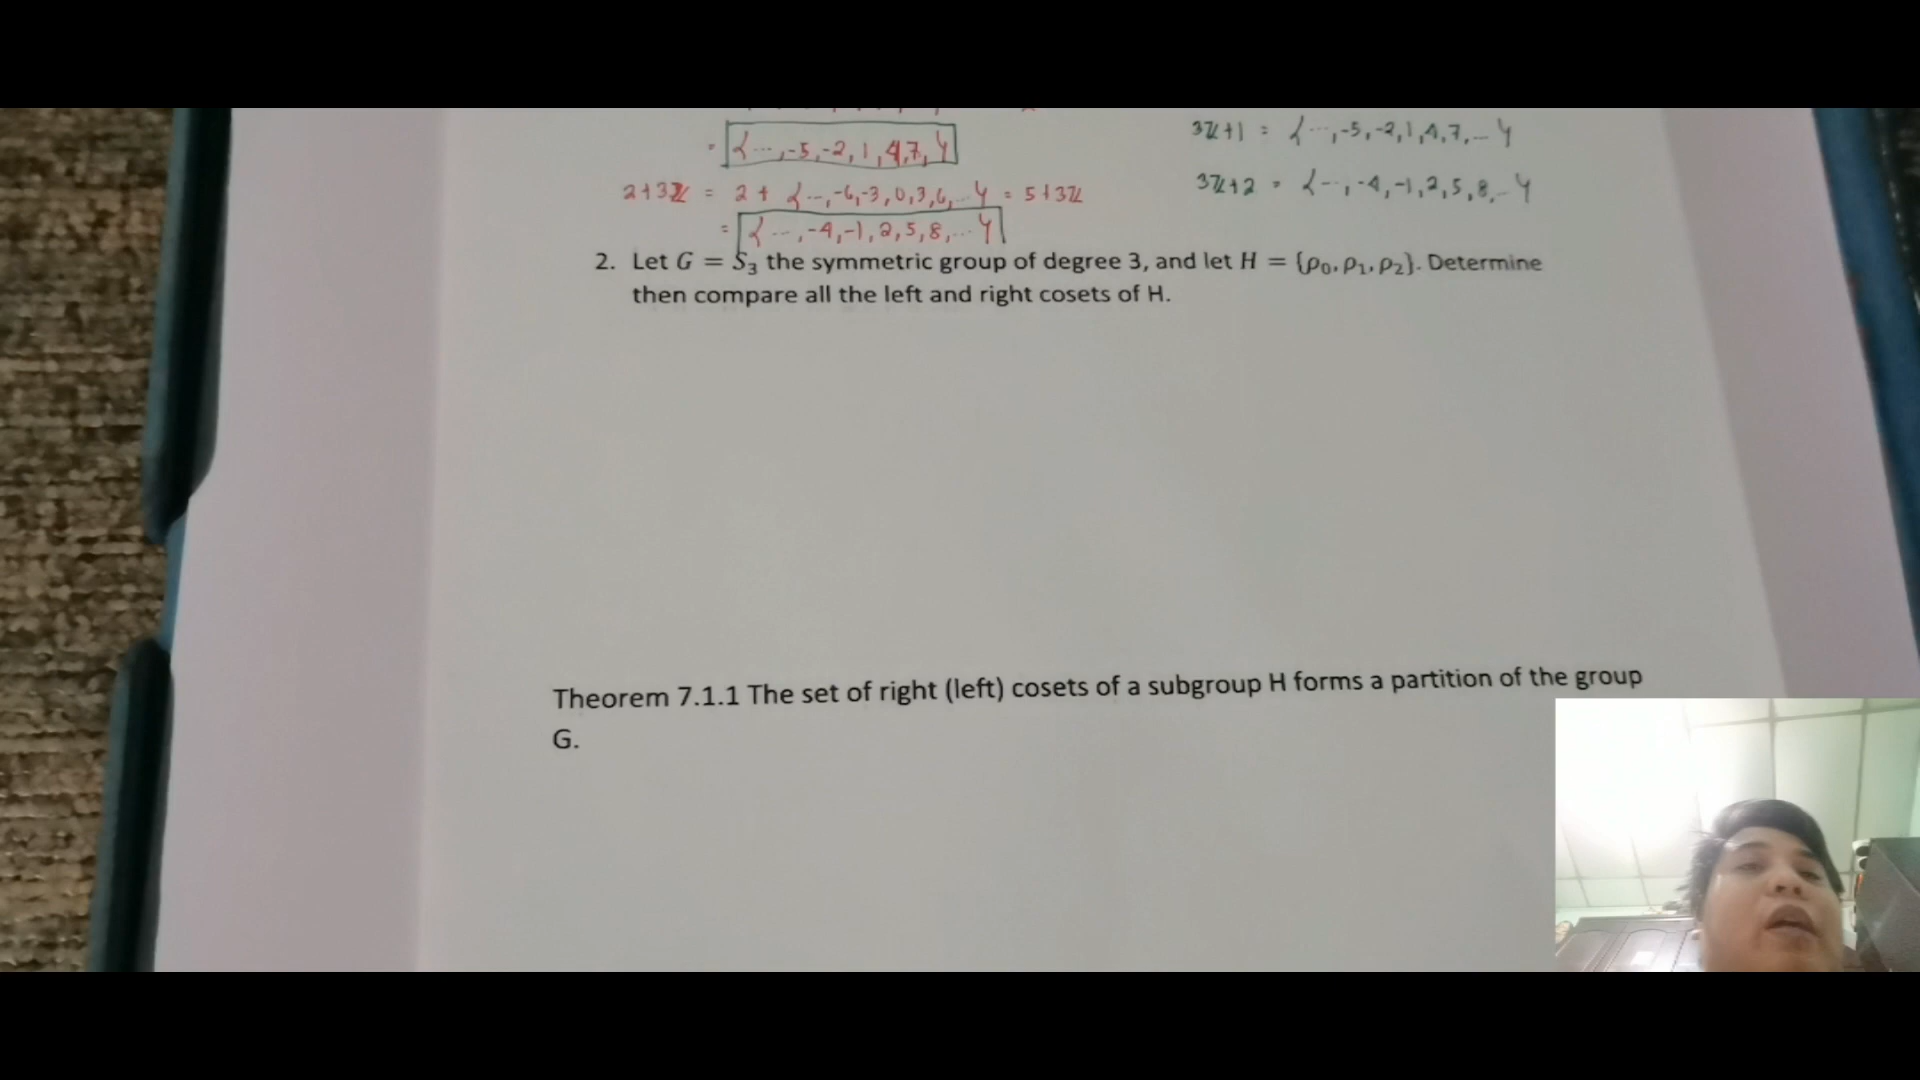 = {..., -5, -2, 1, 4, 7, }
3ℤ+1 = {..., -5, -2, 1, 4, 7, ...}
2+3ℤ = 2 + {..., -6, -3, 0, 3, 6, ...} = 5+3ℤ
3ℤ+2 = {..., -4, -1, 2, 5, 8, ...}
= {..., -4, -1, 2, 5, 8, ...}
2. Let G = S₃ the symmetric group of degree 3, and let H = {ρ₀, ρ₁, ρ₂}. Determine
then compare all the left and right cosets of H.
Theorem 7.1.1 The set of right (left) cosets of a subgroup H forms a partition of the group
G.